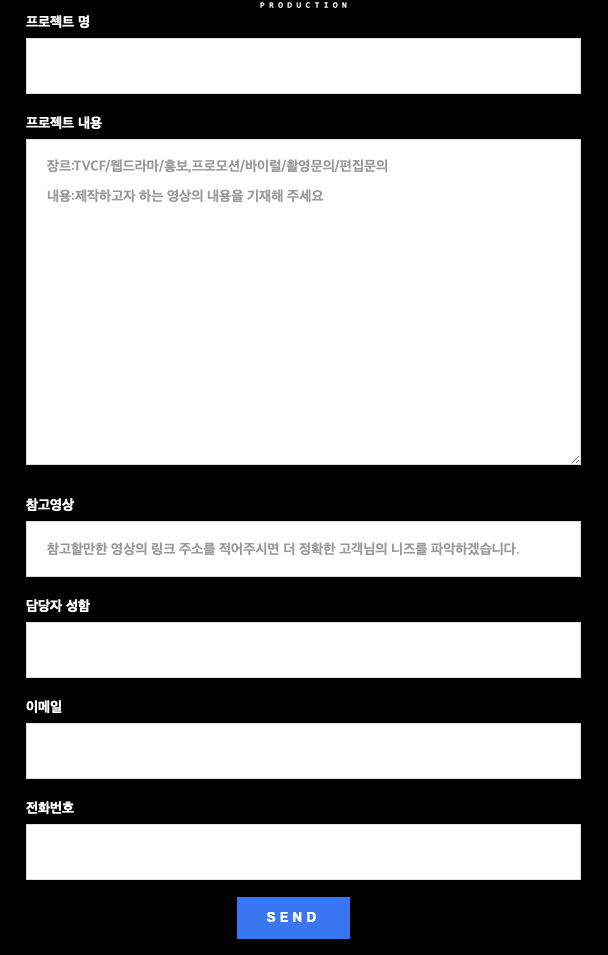 PRODUCTION
프로젝트 명
프로젝트 내용
장르:TVCF/웹드라마/홍보,프로모션/바이럴/촬영문의/편집문의
내용:제작하고자 하는 영상의 내용을 기재해 주세요
참고영상
참고할만한 영상의 링크 주소를 적어주시면 더 정확한 고객님의 니즈를 파악하겠습니다.
담당자 성함
이메일
전화번호
SEND